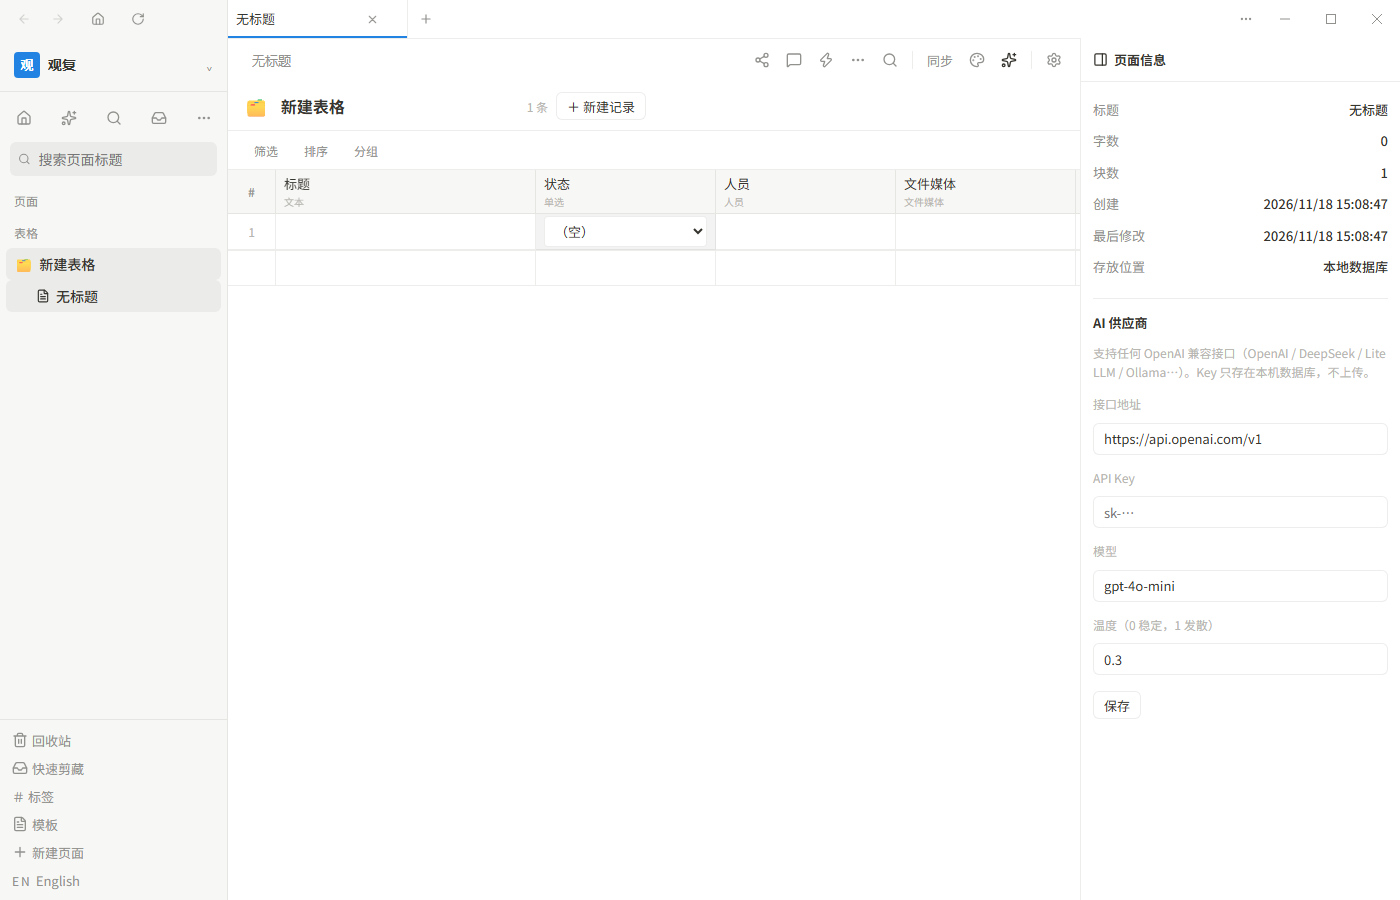 无标题
观 观复
搜索页面标题
页面
表格
新建表格
无标题
回收站
快速剪藏
# 标签
模板
新建页面
EN English
无标题
同步
新建表格
1 条
新建记录
筛选 排序 分组
# 标题 状态 人员 文件媒体
文本 单选 人员 文件媒体
1 （空）
页面信息
标题 无标题
字数 0
块数 1
创建 2026/11/18 15:08:47
最后修改 2026/11/18 15:08:47
存放位置 本地数据库
AI 供应商
支持任何 OpenAI 兼容接口（OpenAI / DeepSeek / Lite
LLM / Ollama…）。Key 只存在本机数据库，不上传。
接口地址
https://api.openai.com/v1
API Key
sk-…
模型
gpt-4o-mini
温度（0 稳定，1 发散）
0.3
保存